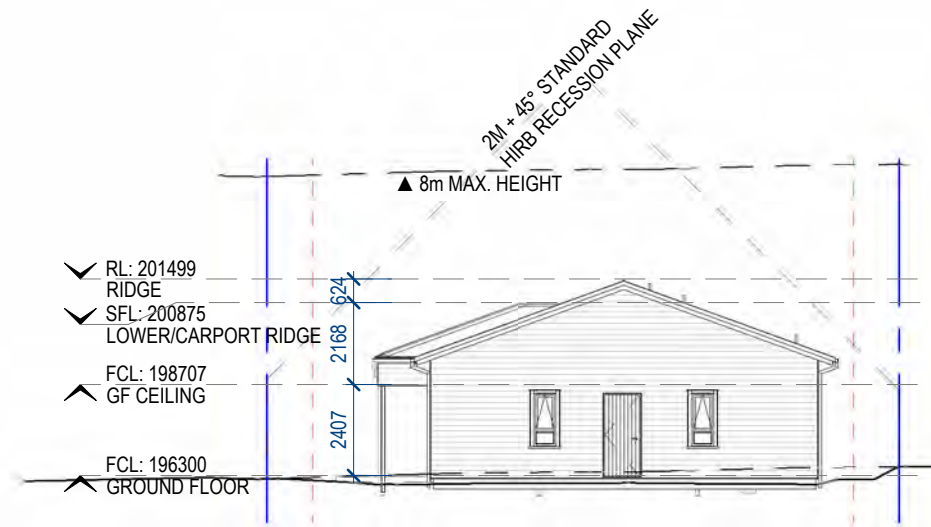 2M + 45° STANDARD
HIRB RECESSION PLANE
▲ 8m MAX. HEIGHT
RL: 201499
RIDGE
624
SFL: 200875
LOWER/CARPORT RIDGE
2168
FCL: 198707
GF CEILING
2407
FCL: 196300
GROUND FLOOR